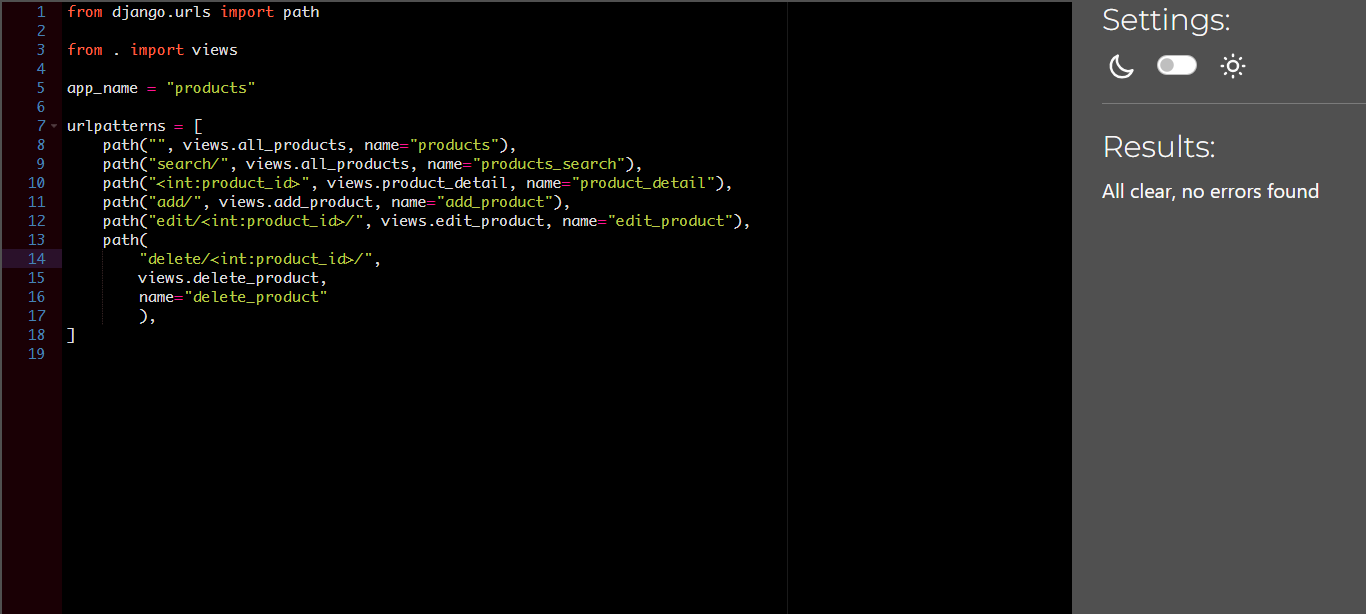 1 from django.urls import path
2
3 from . import views
4
5 app_name = "products"
6
7 urlpatterns = [
8     path("", views.all_products, name="products"),
9     path("search/", views.all_products, name="products_search"),
10     path("<int:product_id>", views.product_detail, name="product_detail"),
11     path("add/", views.add_product, name="add_product"),
12     path("edit/<int:product_id>/", views.edit_product, name="edit_product"),
13     path(
14         "delete/<int:product_id>/",
15         views.delete_product,
16         name="delete_product"
17         ),
18 ]
19
Settings:
Results:
All clear, no errors found